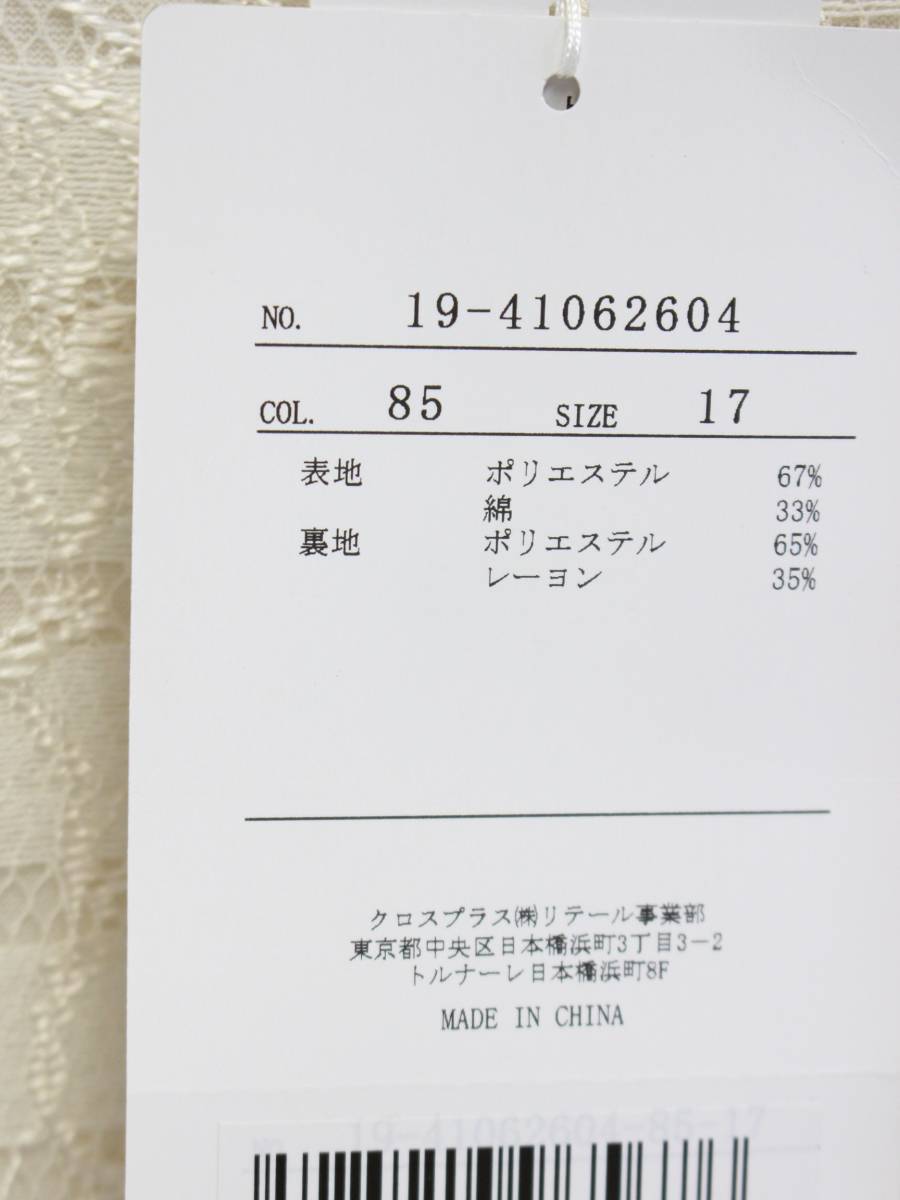 NO. 19-41062604
COL. 85 SIZE 17
表地 ポリエステル 67%
綿 33%
裏地 ポリエステル 65%
レーヨン 35%
クロスプラス㈱リテール事業部
東京都中央区日本橋浜町3丁目3-2
トルナーレ日本橋浜町8F
MADE IN CHINA
19-41062604-85-17